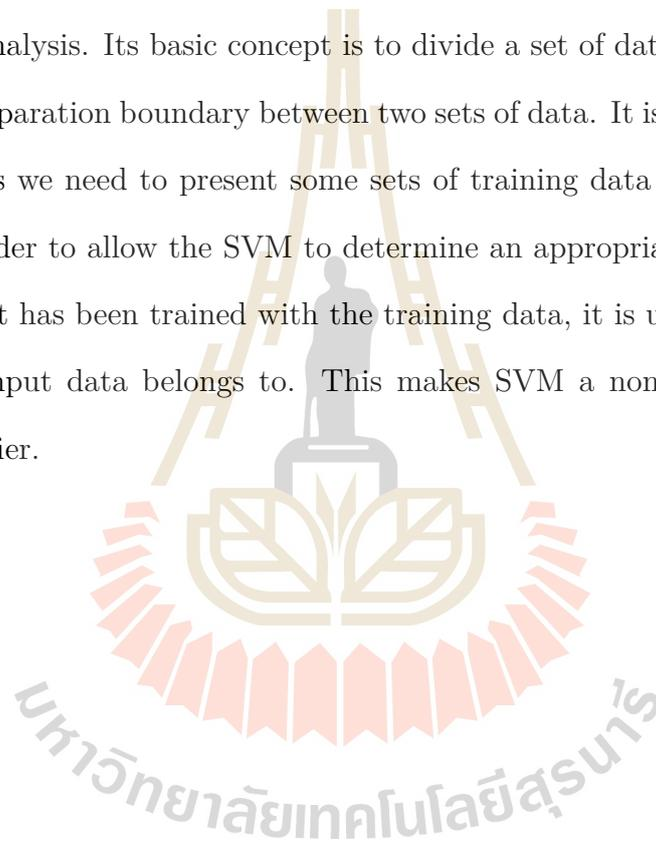 nalysis. Its basic concept is to divide a set of dat
paration boundary between two sets of data. It is
s we need to present some sets of training data
der to allow the SVM to determine an appropria
t has been trained with the training data, it is u
nput data belongs to. This makes SVM a non
ier.
มหาวิทยาลัยเทคโนโลยีสุรนารี